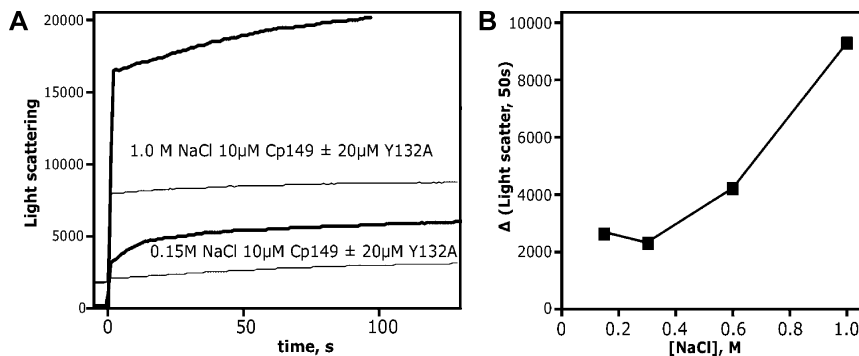 A
Light scattering
20000
15000
10000
5000
0
1.0 M NaCl 10μM Cp149 ± 20μM Y132A
0.15M NaCl 10μM Cp149 ± 20μM Y132A
0 50 100
time, s
B
Δ (Light scatter, 50s)
10000
8000
6000
4000
2000
0
0 0.2 0.4 0.6 0.8 1.0
[NaCl], M